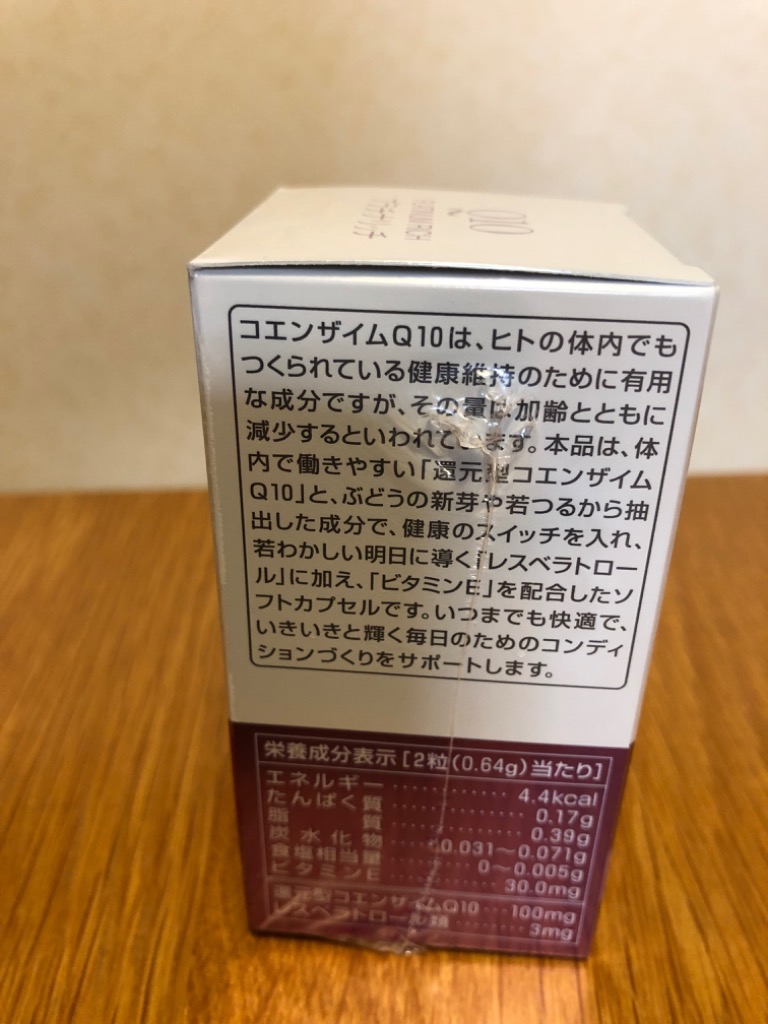 Q10
コエンザイムQ10は、ヒトの体内でも
つくられている健康維持のために有用
な成分ですが、その量は加齢とともに
減少するといわれています。本品は、体
内で働きやすい「還元型コエンザイム
Q10」と、ぶどうの新芽や若つるから抽
出した成分で、健康のスイッチを入れ、
若わかしい明日に導く「レスベラトロー
ル」に加え、「ビタミンE」を配合したソ
フトカプセルです。いつまでも快適で、
いきいきと輝く毎日のためのコンディ
ションづくりをサポートします。
栄養成分表示[2粒(0.64g)当たり]
エネルギー 4.4kcal
たんぱく質 0.17g
脂質 0.39g
炭水化物 0.031〜0.071g
食塩相当量 0〜0.005g
ビタミンE 30.0mg
還元型コエンザイムQ10 100mg
レスベラトロール類 3mg